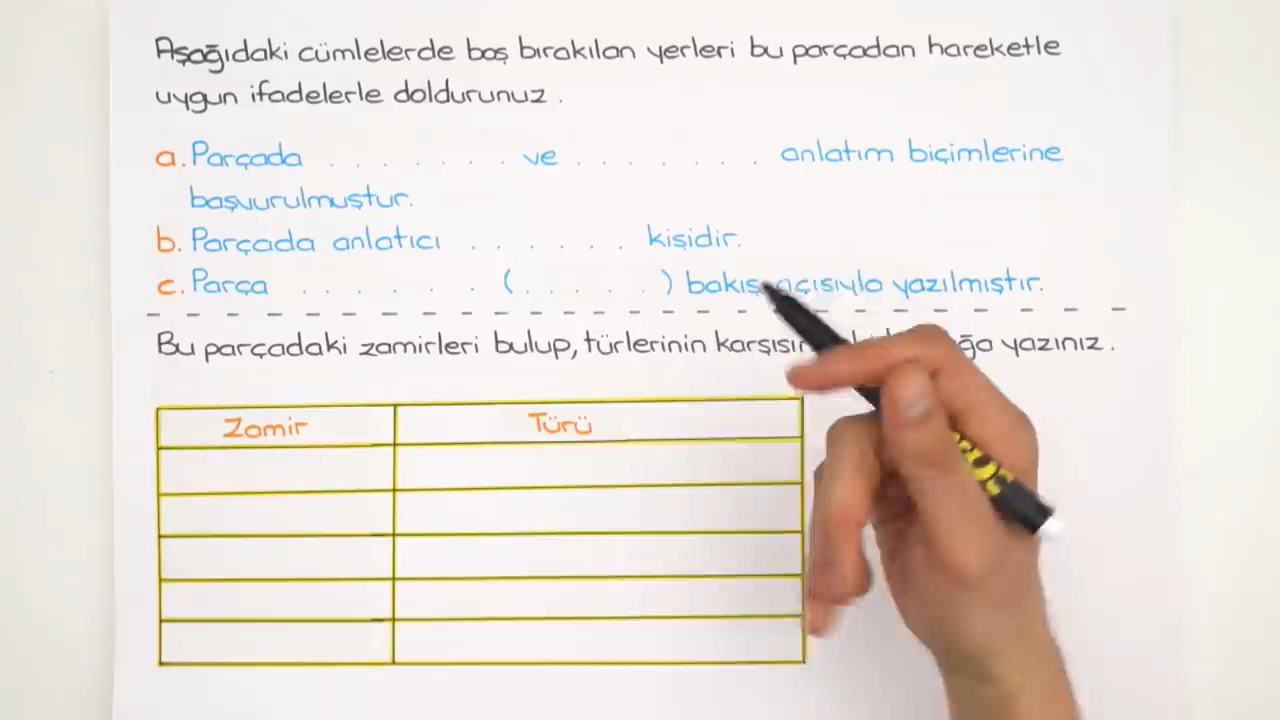 Aşağıdaki cümlelerde boş bırakılan yerleri bu parçadan hareketle
uygun ifadelerle doldurunuz .
a. Parçada . . . . . . . ve . . . . . . . anlatım biçimlerine
başvurulmuştur.
b. Parçada anlatıcı . . . . . . kişidir.
c. Parça . . . . . . . ( . . . . . ) bakış açısıyla yazılmıştır.
Bu parçadaki zamirleri bulup, türlerinin yazınız .
Zamir Türü